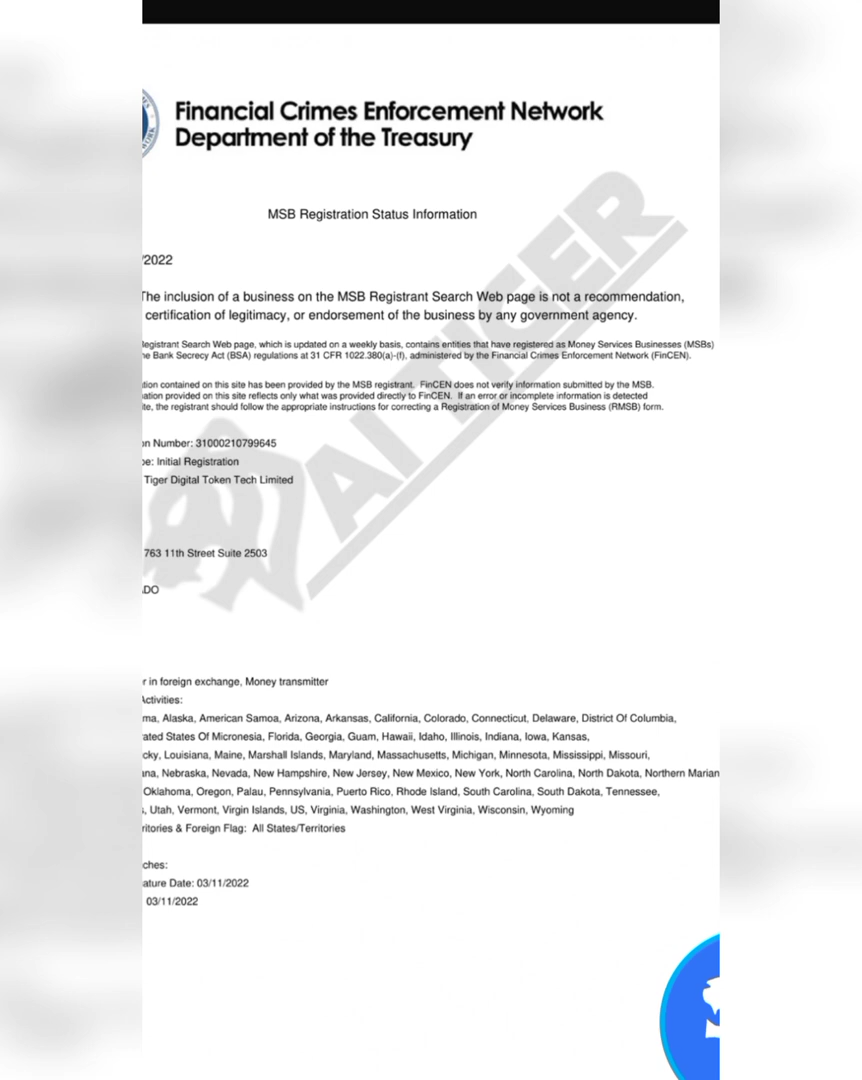 Financial Crimes Enforcement Network
Department of the Treasury
MSB Registration Status Information
/2022
The inclusion of a business on the MSB Registrant Search Web page is not a recommendation,
certification of legitimacy, or endorsement of the business by any government agency.
Registrant Search Web page, which is updated on a weekly basis, contains entities that have registered as Money Services Businesses (MSBs)
he Bank Secrecy Act (BSA) regulations at 31 CFR 1022.380(a)-(f), administered by the Financial Crimes Enforcement Network (FinCEN).
tion contained on this site has been provided by the MSB registrant. FinCEN does not verify information submitted by the MSB.
ation provided on this site reflects only what was provided directly to FinCEN. If an error or incomplete information is detected
te, the registrant should follow the appropriate instructions for correcting a Registration of Money Services Business (RMSB) form.
on Number: 31000210799645
pe: Initial Registration
Tiger Digital Token Tech Limited
763 11th Street Suite 2503
ADO
r in foreign exchange, Money transmitter
Activities:
ma, Alaska, American Samoa, Arizona, Arkansas, California, Colorado, Connecticut, Delaware, District Of Columbia,
ated States Of Micronesia, Florida, Georgia, Guam, Hawaii, Idaho, Illinois, Indiana, Iowa, Kansas,
cky, Louisiana, Maine, Marshall Islands, Maryland, Massachusetts, Michigan, Minnesota, Mississippi, Missouri,
ana, Nebraska, Nevada, New Hampshire, New Jersey, New Mexico, New York, North Carolina, North Dakota, Northern Marian
Oklahoma, Oregon, Palau, Pennsylvania, Puerto Rico, Rhode Island, South Carolina, South Dakota, Tennessee,
s, Utah, Vermont, Virgin Islands, US, Virginia, Washington, West Virginia, Wisconsin, Wyoming
ritories & Foreign Flag: All States/Territories
ches:
ature Date: 03/11/2022
03/11/2022
AI TIGER